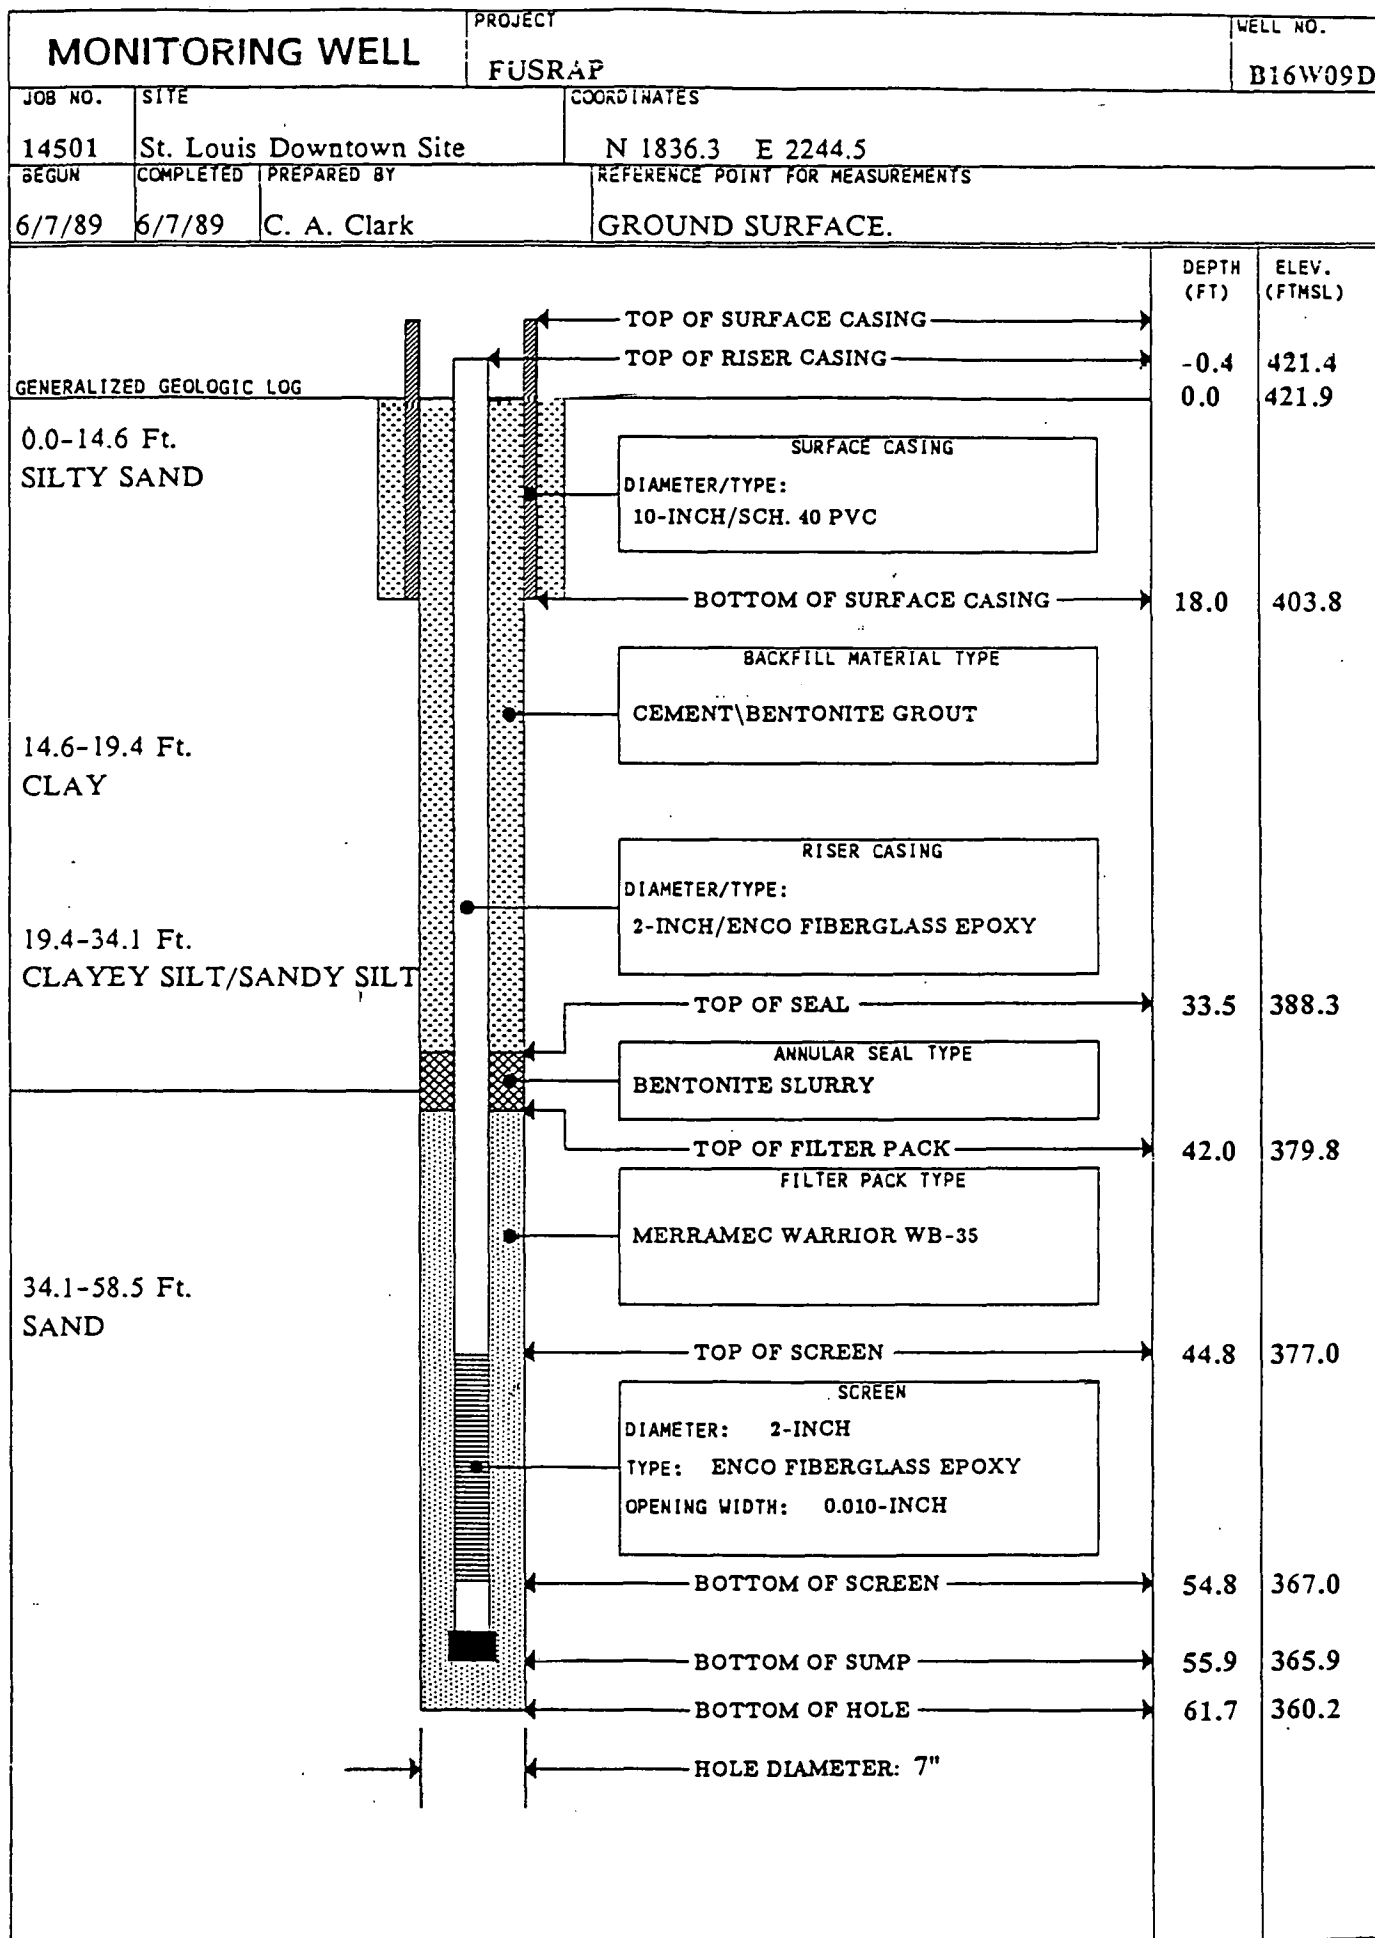 MONITORING WELL
PROJECT
FUSRAP
WELL NO.
B16W09D
JOB NO.
14501
SITE
St. Louis Downtown Site
COORDINATES
N 1836.3 E 2244.5
BEGUN
6/7/89
COMPLETED
6/7/89
PREPARED BY
C. A. Clark
REFERENCE POINT FOR MEASUREMENTS
GROUND SURFACE.
DEPTH (FT)
ELEV. (FTMSL)
TOP OF SURFACE CASING
TOP OF RISER CASING -0.4 421.4
GENERALIZED GEOLOGIC LOG 0.0 421.9
0.0-14.6 Ft.
SILTY SAND
SURFACE CASING
DIAMETER/TYPE:
10-INCH/SCH. 40 PVC
BOTTOM OF SURFACE CASING 18.0 403.8
BACKFILL MATERIAL TYPE
CEMENT\BENTONITE GROUT
14.6-19.4 Ft.
CLAY
RISER CASING
DIAMETER/TYPE:
2-INCH/ENCO FIBERGLASS EPOXY
19.4-34.1 Ft.
CLAYEY SILT/SANDY SILT
TOP OF SEAL 33.5 388.3
ANNULAR SEAL TYPE
BENTONITE SLURRY
TOP OF FILTER PACK 42.0 379.8
FILTER PACK TYPE
MERRAMEC WARRIOR WB-35
34.1-58.5 Ft.
SAND
TOP OF SCREEN 44.8 377.0
SCREEN
DIAMETER: 2-INCH
TYPE: ENCO FIBERGLASS EPOXY
OPENING WIDTH: 0.010-INCH
BOTTOM OF SCREEN 54.8 367.0
BOTTOM OF SUMP 55.9 365.9
BOTTOM OF HOLE 61.7 360.2
HOLE DIAMETER: 7"